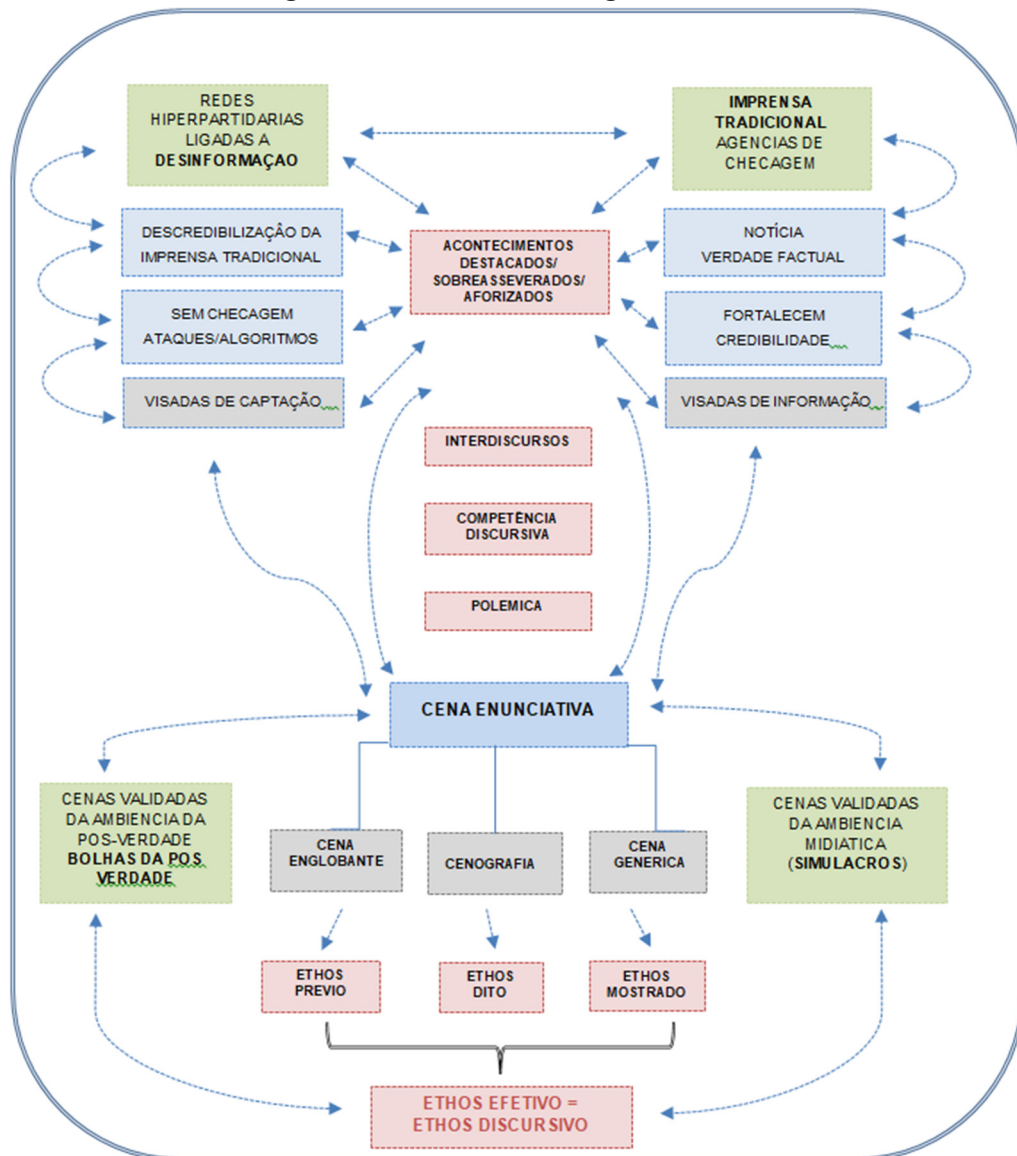 REDES
HIPERPARTIDARIAS
LIGADAS A
DESINFORMAÇAO
IMPRENSA
TRADICIONAL
AGENCIAS DE
CHECAGEM
DESCREDIBILIZAÇÂO DA
IMPRENSA TRADICIONAL
ACONTECIMENTOS
DESTACADOS/
SOBREASSEVERADOS/
AFORIZADOS
NOTÍCIA
VERDADE FACTUAL
SEM CHECAGEM
ATAQUES/ALGORITMOS
FORTALECEM
CREDIBILIDADE
VISADAS DE CAPTAÇÃO
VISADAS DE INFORMAÇÃO
INTERDISCURSOS
COMPETÊNCIA
DISCURSIVA
POLEMICA
CENA ENUNCIATIVA
CENAS VALIDADAS
DA AMBIENCIA DA
POS-VERDADE
BOLHAS DA POS
VERDADE
CENA
ENGLOBANTE
CENOGRAFIA
CENA
GENERICA
CENAS VALIDADAS
DA AMBIENCIA
MIDIATICA
(SIMULACROS)
ETHOS
PREVIO
ETHOS
DITO
ETHOS
MOSTRADO
ETHOS EFETIVO =
ETHOS DISCURSIVO